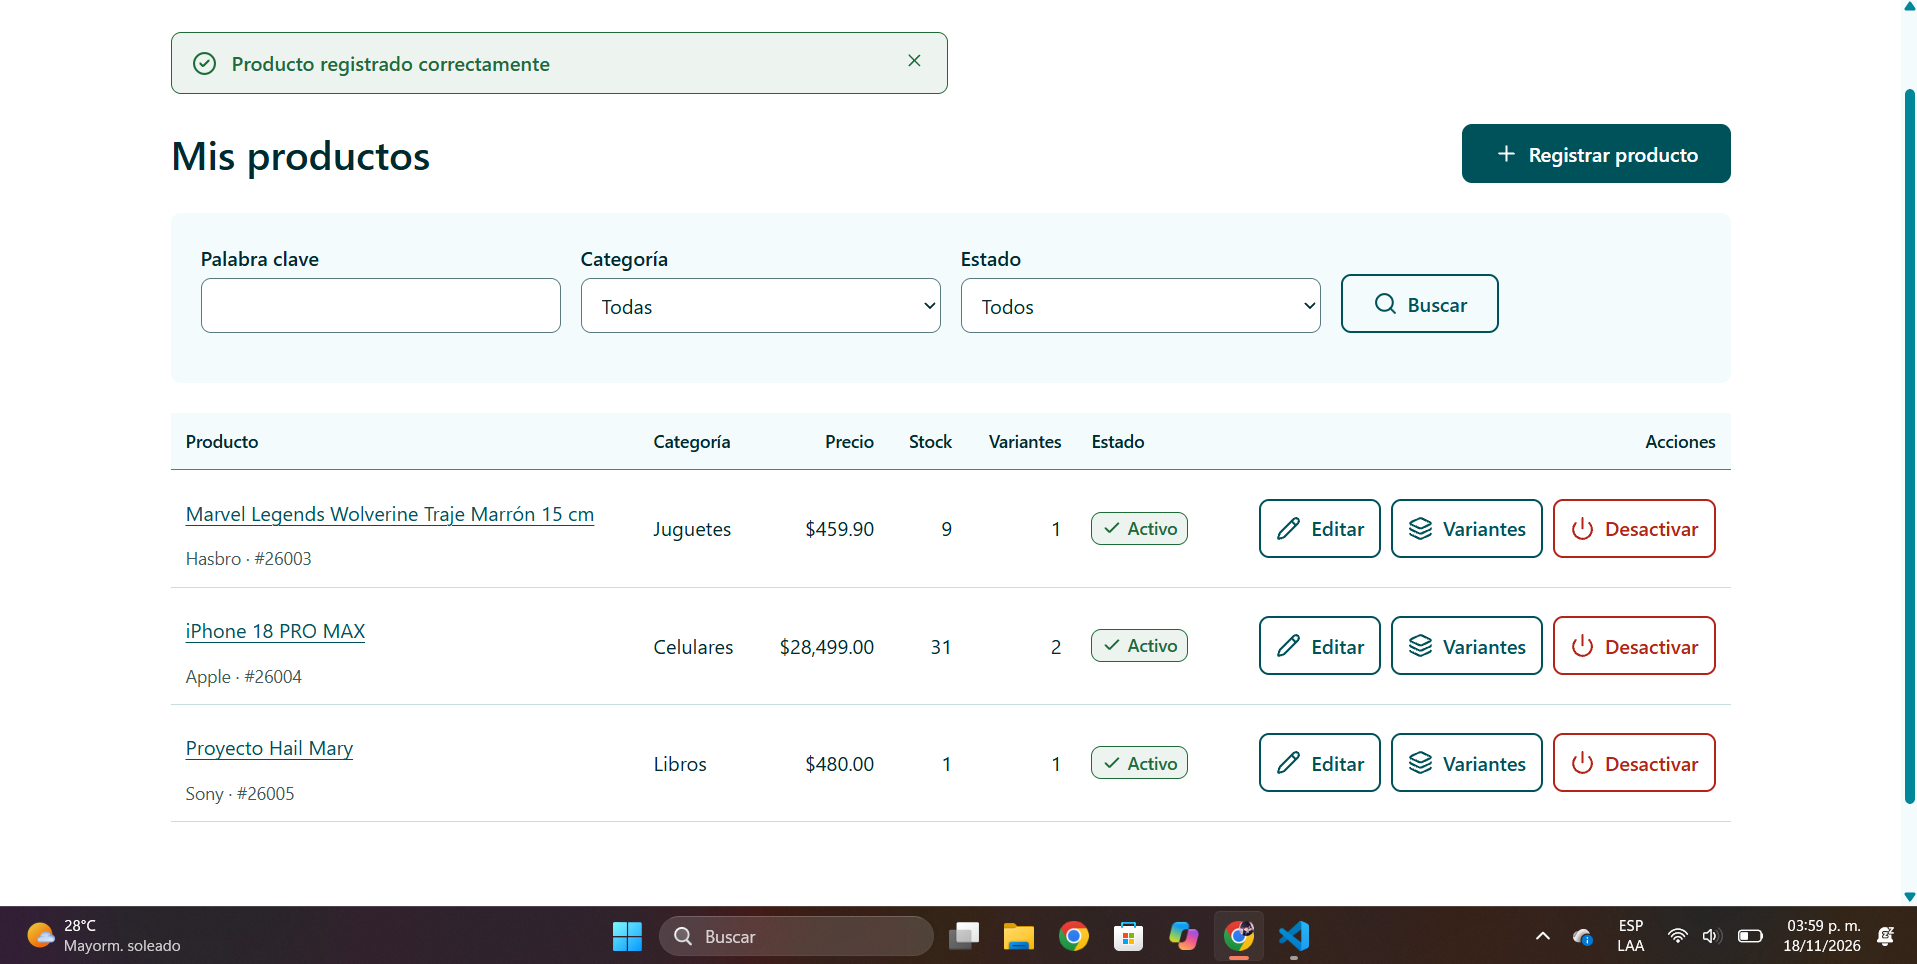 Producto registrado correctamente
Mis productos
Registrar producto
Palabra clave Categoría Estado
Todas Todos Buscar
Producto Categoría Precio Stock Variantes Estado Acciones
Marvel Legends Wolverine Traje Marrón 15 cm
Juguetes $459.90 9 1 Activo Editar Variantes Desactivar
Hasbro · #26003
iPhone 18 PRO MAX
Celulares $28,499.00 31 2 Activo Editar Variantes Desactivar
Apple · #26004
Proyecto Hail Mary
Libros $480.00 1 1 Activo Editar Variantes Desactivar
Sony · #26005
28°C
Mayorm. soleado
Buscar
ESP
LAA
03:59 p. m.
18/11/2026